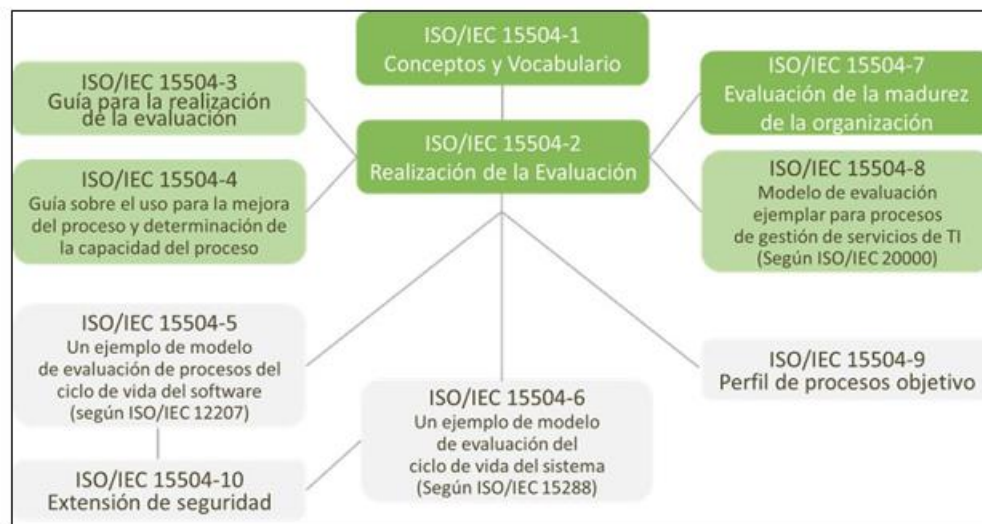 ISO/IEC 15504-1
Conceptos y Vocabulario
ISO/IEC 15504-3
Guía para la realización
de la evaluación
ISO/IEC 15504-7
Evaluación de la madurez
de la organización
ISO/IEC 15504-2
Realización de la Evaluación
ISO/IEC 15504-4
Guía sobre el uso para la mejora
del proceso y determinación de
la capacidad del proceso
ISO/IEC 15504-8
Modelo de evaluación
ejemplar para procesos
de gestión de servicios de TI
(Según ISO/IEC 20000)
ISO/IEC 15504-5
Un ejemplo de modelo
de evaluación de procesos del
ciclo de vida del software
(según ISO/IEC 12207)
ISO/IEC 15504-9
Perfil de procesos objetivo
ISO/IEC 15504-6
Un ejemplo de modelo
de evaluación del
ciclo de vida del sistema
(Según ISO/IEC 15288)
ISO/IEC 15504-10
Extensión de seguridad